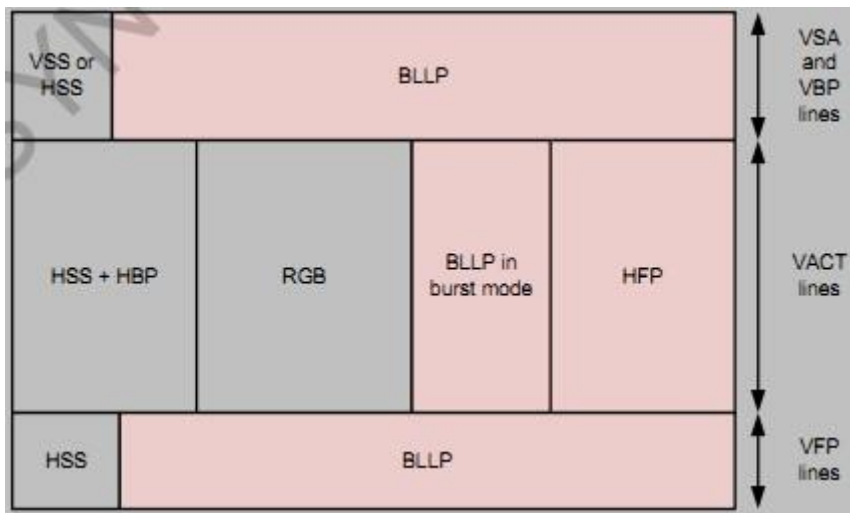 VSS or
HSS
BLLP
VSA
and
VBP
lines
HSS + HBP
RGB
BLLP in
burst mode
HFP
VACT
lines
HSS
BLLP
VFP
lines